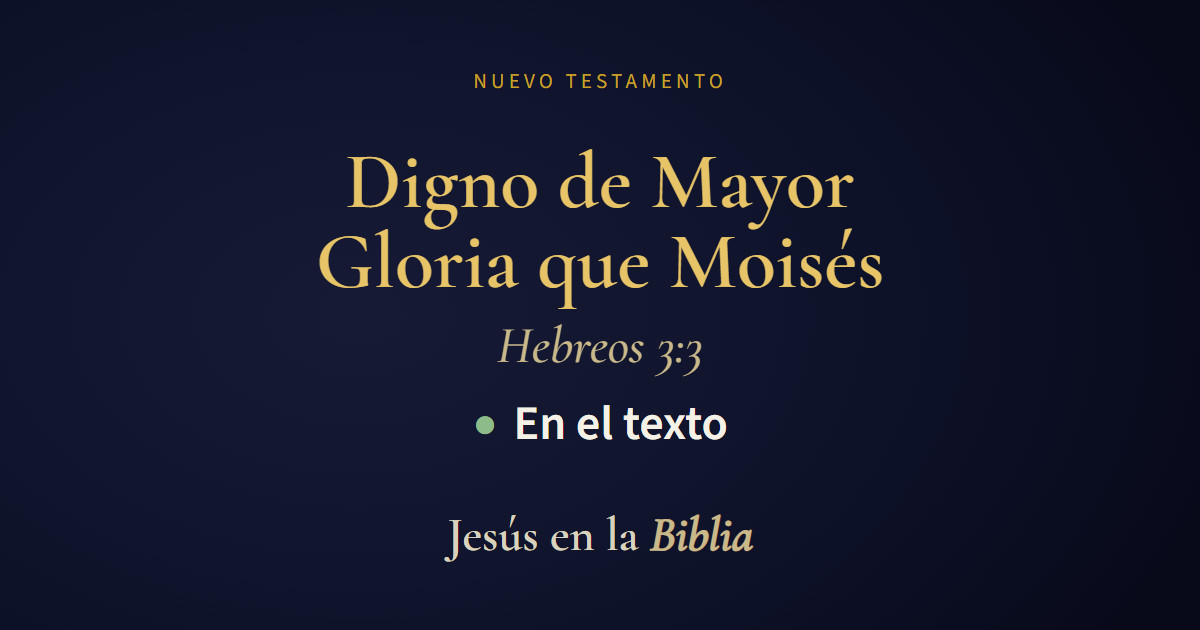 NUEVO TESTAMENTO
Digno de Mayor
Gloria que Moisés
Hebreos 3:3
En el texto
Jesús en la Biblia